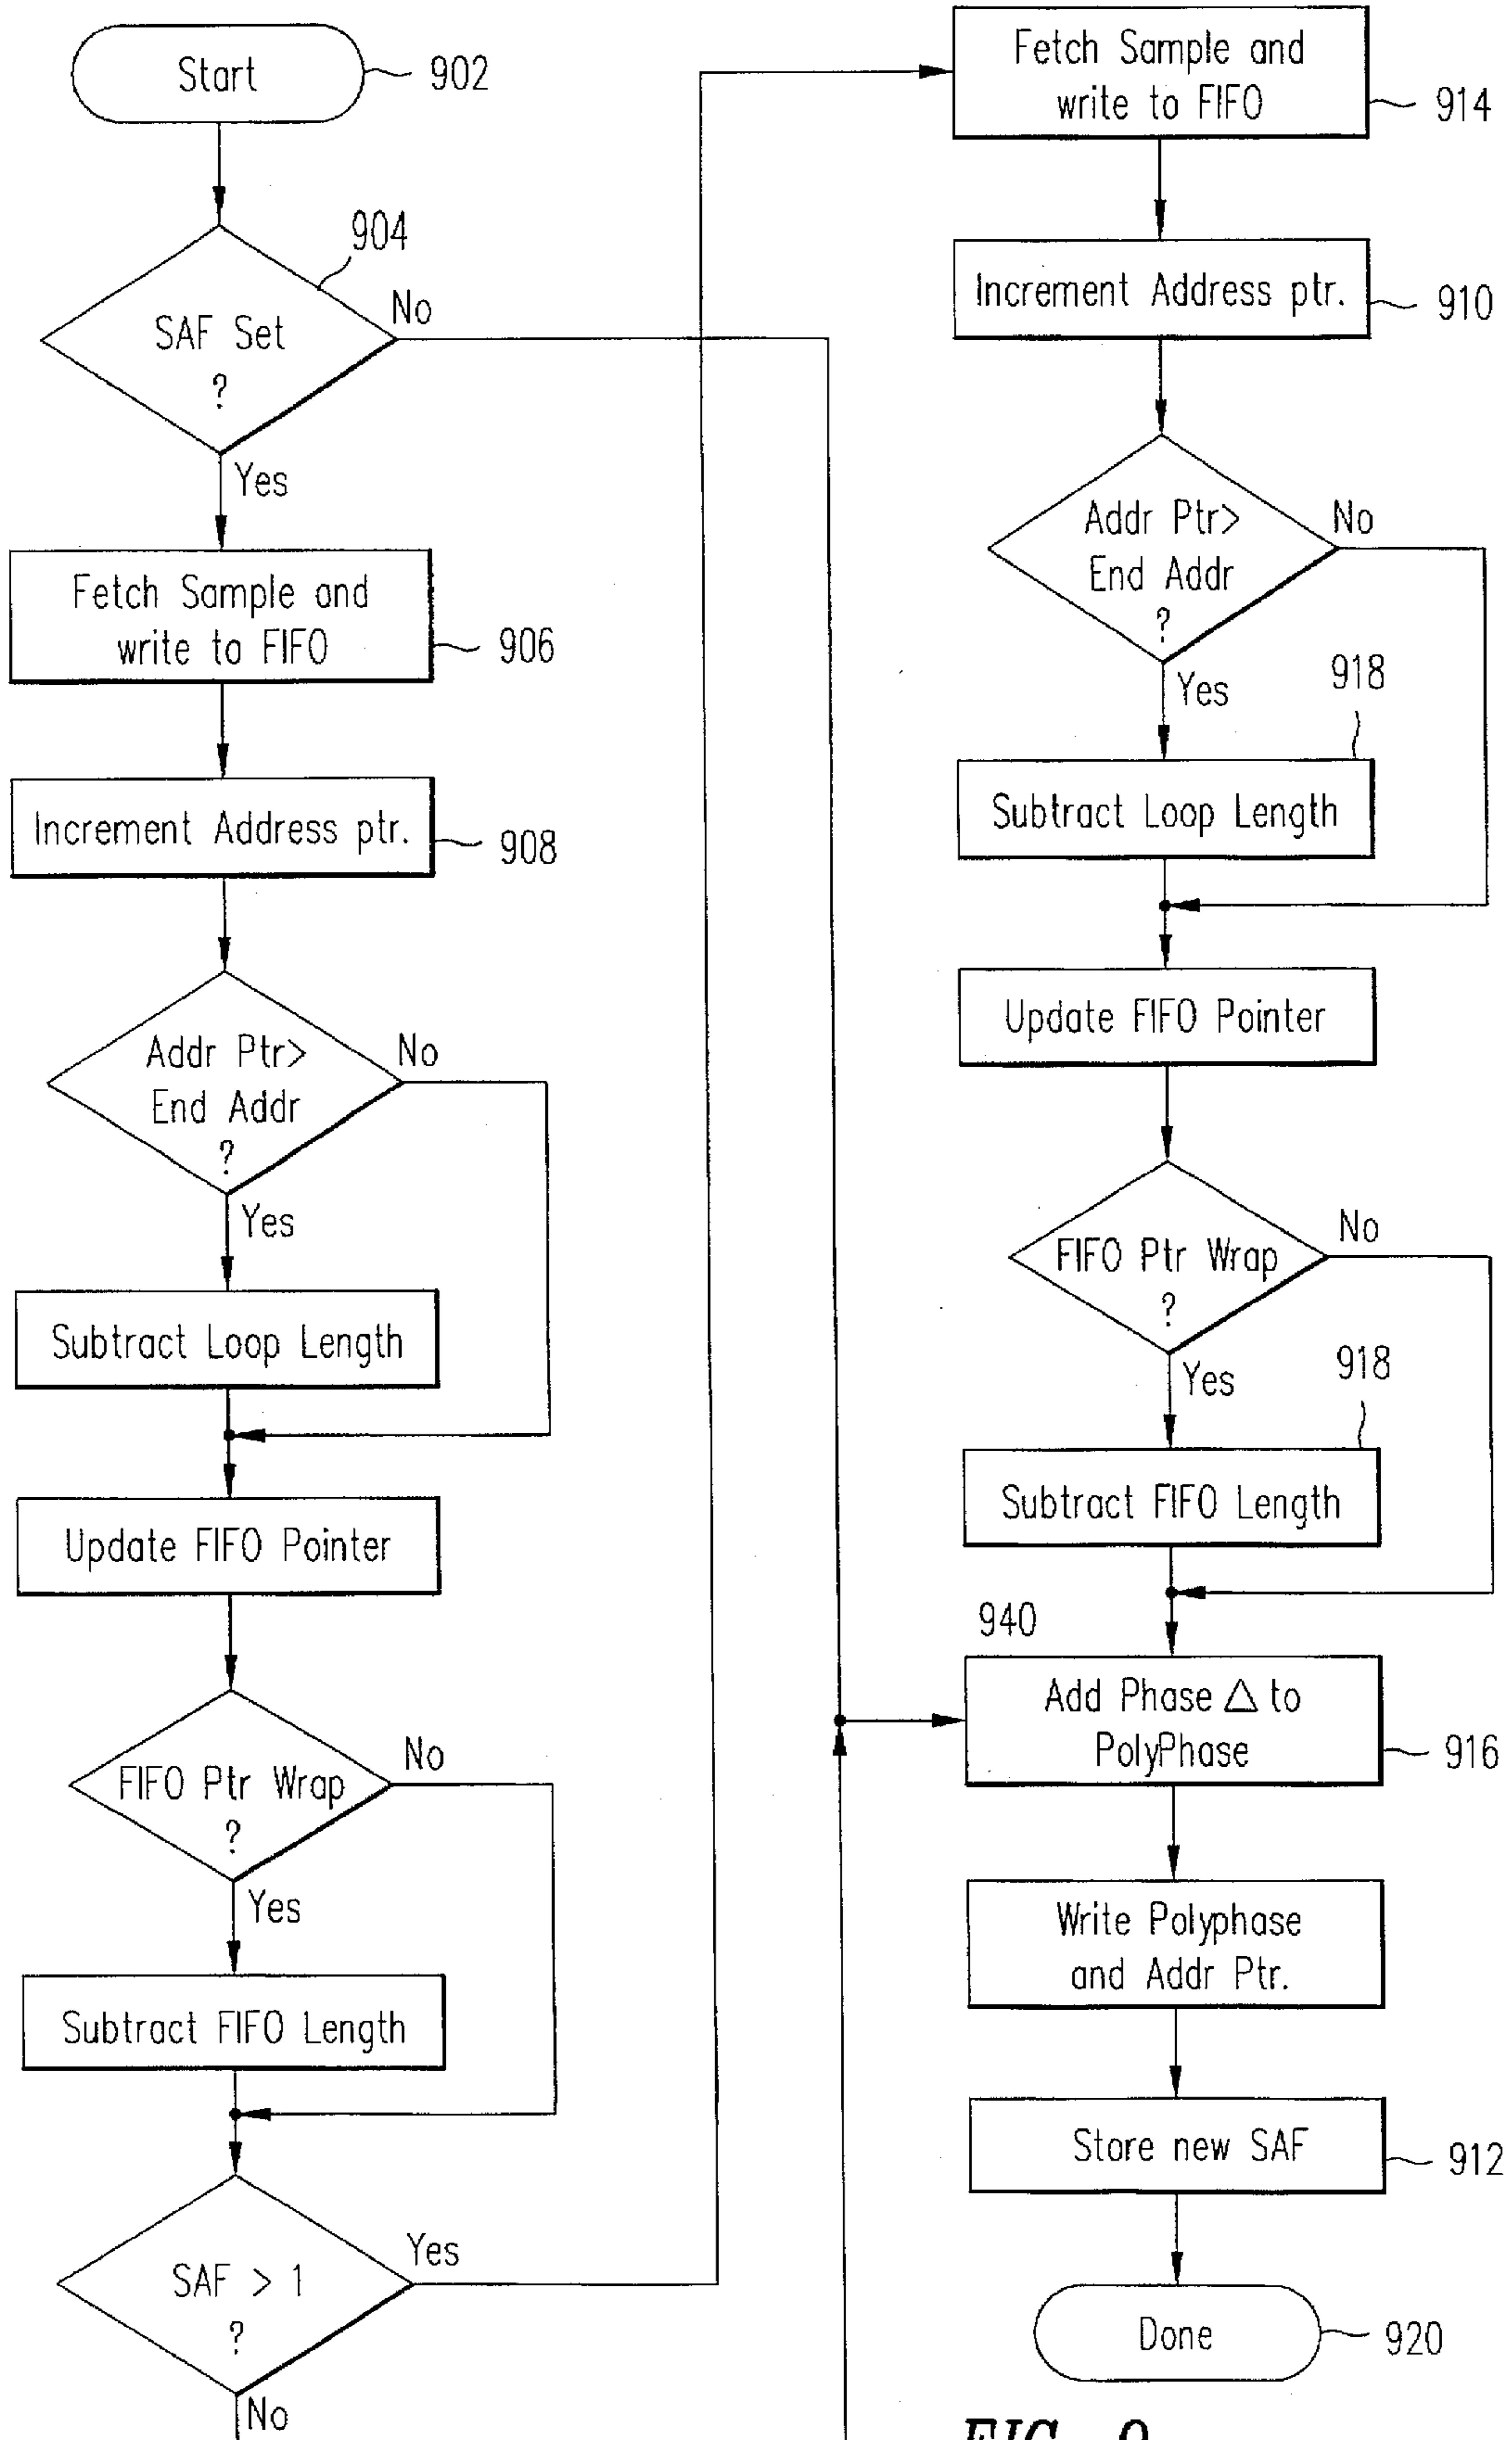 Start
902
904
SAF Set
?
No
Yes
Fetch Sample and
write to FIFO
906
Increment Address ptr.
908
Addr Ptr>
End Addr
?
No
Yes
Subtract Loop Length
Update FIFO Pointer
FIFO Ptr Wrap
?
No
Yes
Subtract FIFO Length
SAF > 1
?
Yes
No
Fetch Sample and
write to FIFO
914
Increment Address ptr.
910
Addr Ptr>
End Addr
?
No
Yes
918
Subtract Loop Length
Update FIFO Pointer
FIFO Ptr Wrap
?
No
Yes
918
Subtract FIFO Length
940
Add Phase △ to
PolyPhase
916
Write Polyphase
and Addr Ptr.
Store new SAF
912
Done
920
FIG. 9